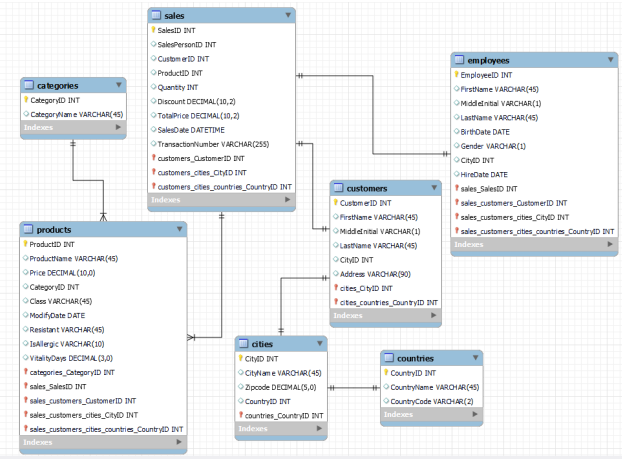 sales
SalesID INT
SalesPersonID INT
CustomerID INT
ProductID INT
Quantity INT
Discount DECIMAL(10,2)
TotalPrice DECIMAL(10,2)
SalesDate DATETIME
TransactionNumber VARCHAR(255)
customers_CustomerID INT
customers_cities_CityID INT
customers_cities_countries_CountryID INT
Indexes
employees
EmployeeID INT
FirstName VARCHAR(45)
MiddleInitial VARCHAR(1)
LastName VARCHAR(45)
BirthDate DATE
Gender VARCHAR(1)
CityID INT
HireDate DATE
sales_SalesID INT
sales_customers_CustomerID INT
sales_customers_cities_CityID INT
sales_customers_cities_countries_CountryID INT
Indexes
categories
CategoryID INT
CategoryName VARCHAR(45)
Indexes
customers
CustomerID INT
FirstName VARCHAR(45)
MiddleInitial VARCHAR(1)
LastName VARCHAR(45)
CityID INT
Address VARCHAR(90)
cities_CityID INT
cities_countries_CountryID INT
Indexes
products
ProductID INT
ProductName VARCHAR(45)
Price DECIMAL(10,0)
CategoryID INT
Class VARCHAR(45)
ModifyDate DATE
Resistant VARCHAR(45)
IsAllergic VARCHAR(10)
VitalityDays DECIMAL(3,0)
categories_CategoryID INT
sales_SalesID INT
sales_customers_CustomerID INT
sales_customers_cities_CityID INT
sales_customers_cities_countries_CountryID INT
Indexes
cities
CityID INT
CityName VARCHAR(45)
Zipcode DECIMAL(5,0)
CountryID INT
countries_CountryID INT
Indexes
countries
CountryID INT
CountryName VARCHAR(45)
CountryCode VARCHAR(2)
Indexes